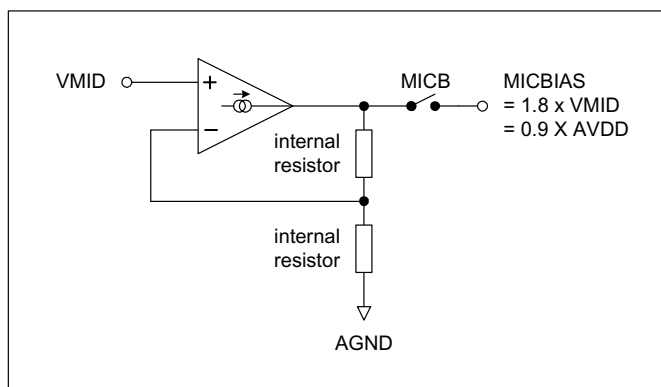 VMID
+
−
MICB
MICBIAS
= 1.8 x VMID
= 0.9 X AVDD
internal
resistor
internal
resistor
AGND